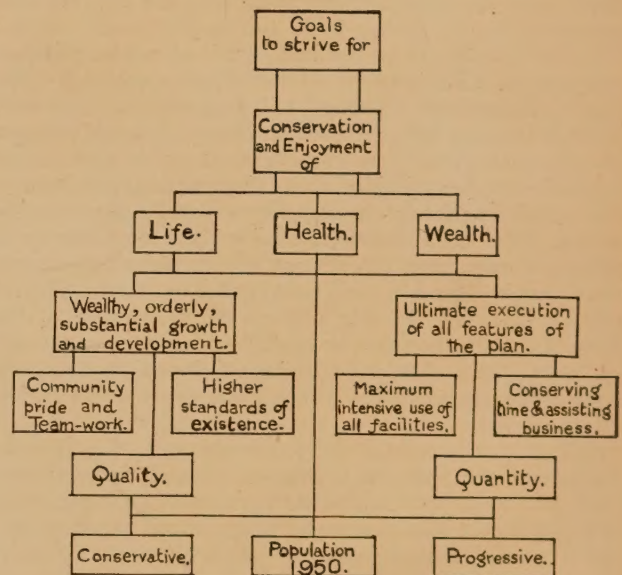 Goals
to strive for
Conservation
and Enjoyment
of
Life.
Health.
Wealth.
Wealthy, orderly,
substantial growth
and development.
Ultimate execution
of all features of
the plan.
Community
pride and
Team-work.
Higher
standards of
existence.
Maximum
intensive use of
all facilities.
Conserving
time & assisting
business.
Quality.
Quantity.
Conservative.
Population
1950.
Progressive.